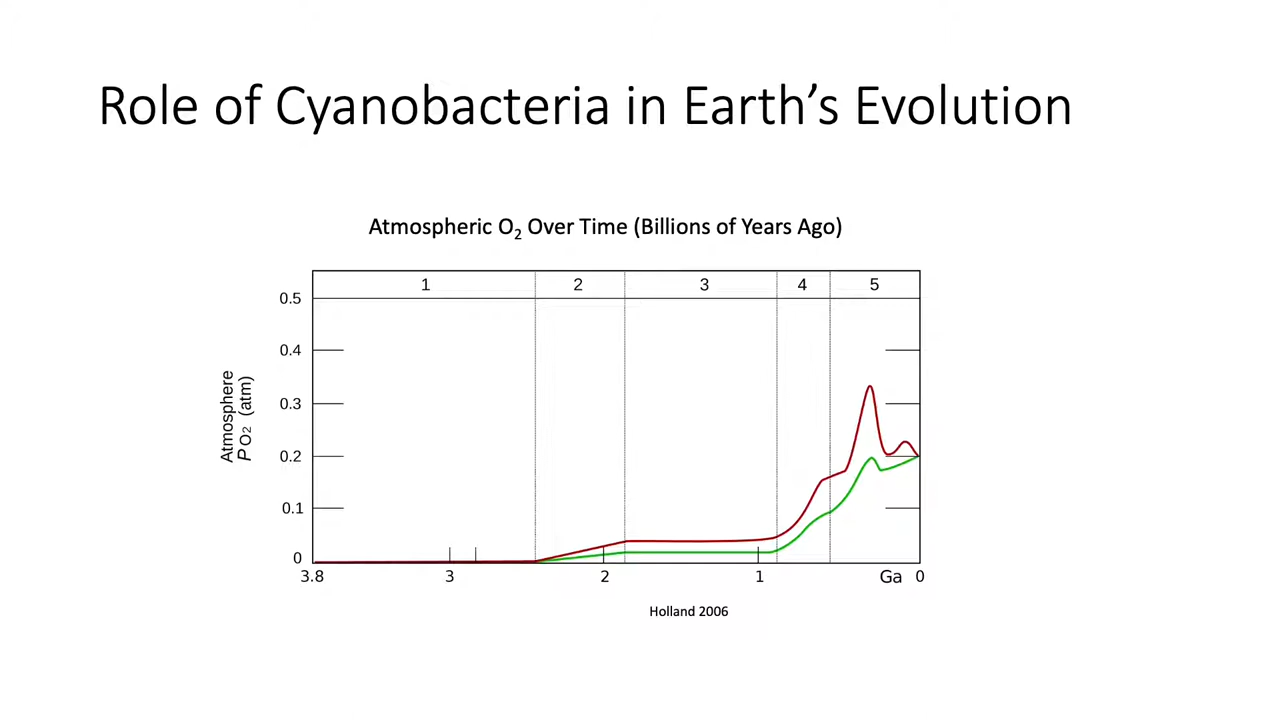 Role of Cyanobacteria in Earth’s Evolution
Atmospheric O₂ Over Time (Billions of Years Ago)
1 2 3 4 5
0.5
0.4
0.3
0.2
0.1
0
Atmosphere
PO₂ (atm)
3.8 3 2 1 Ga 0
Holland 2006